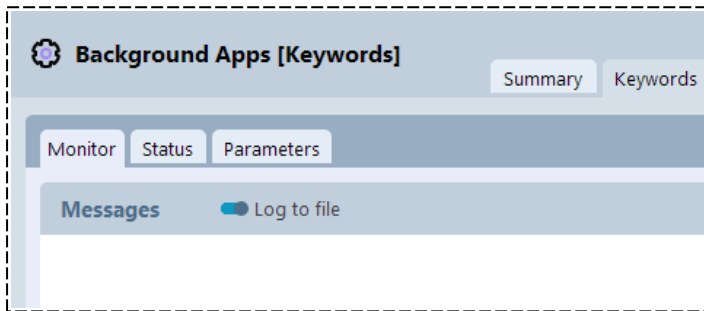 Background Apps [Keywords]
Summary Keywords
Monitor Status Parameters
Messages Log to file